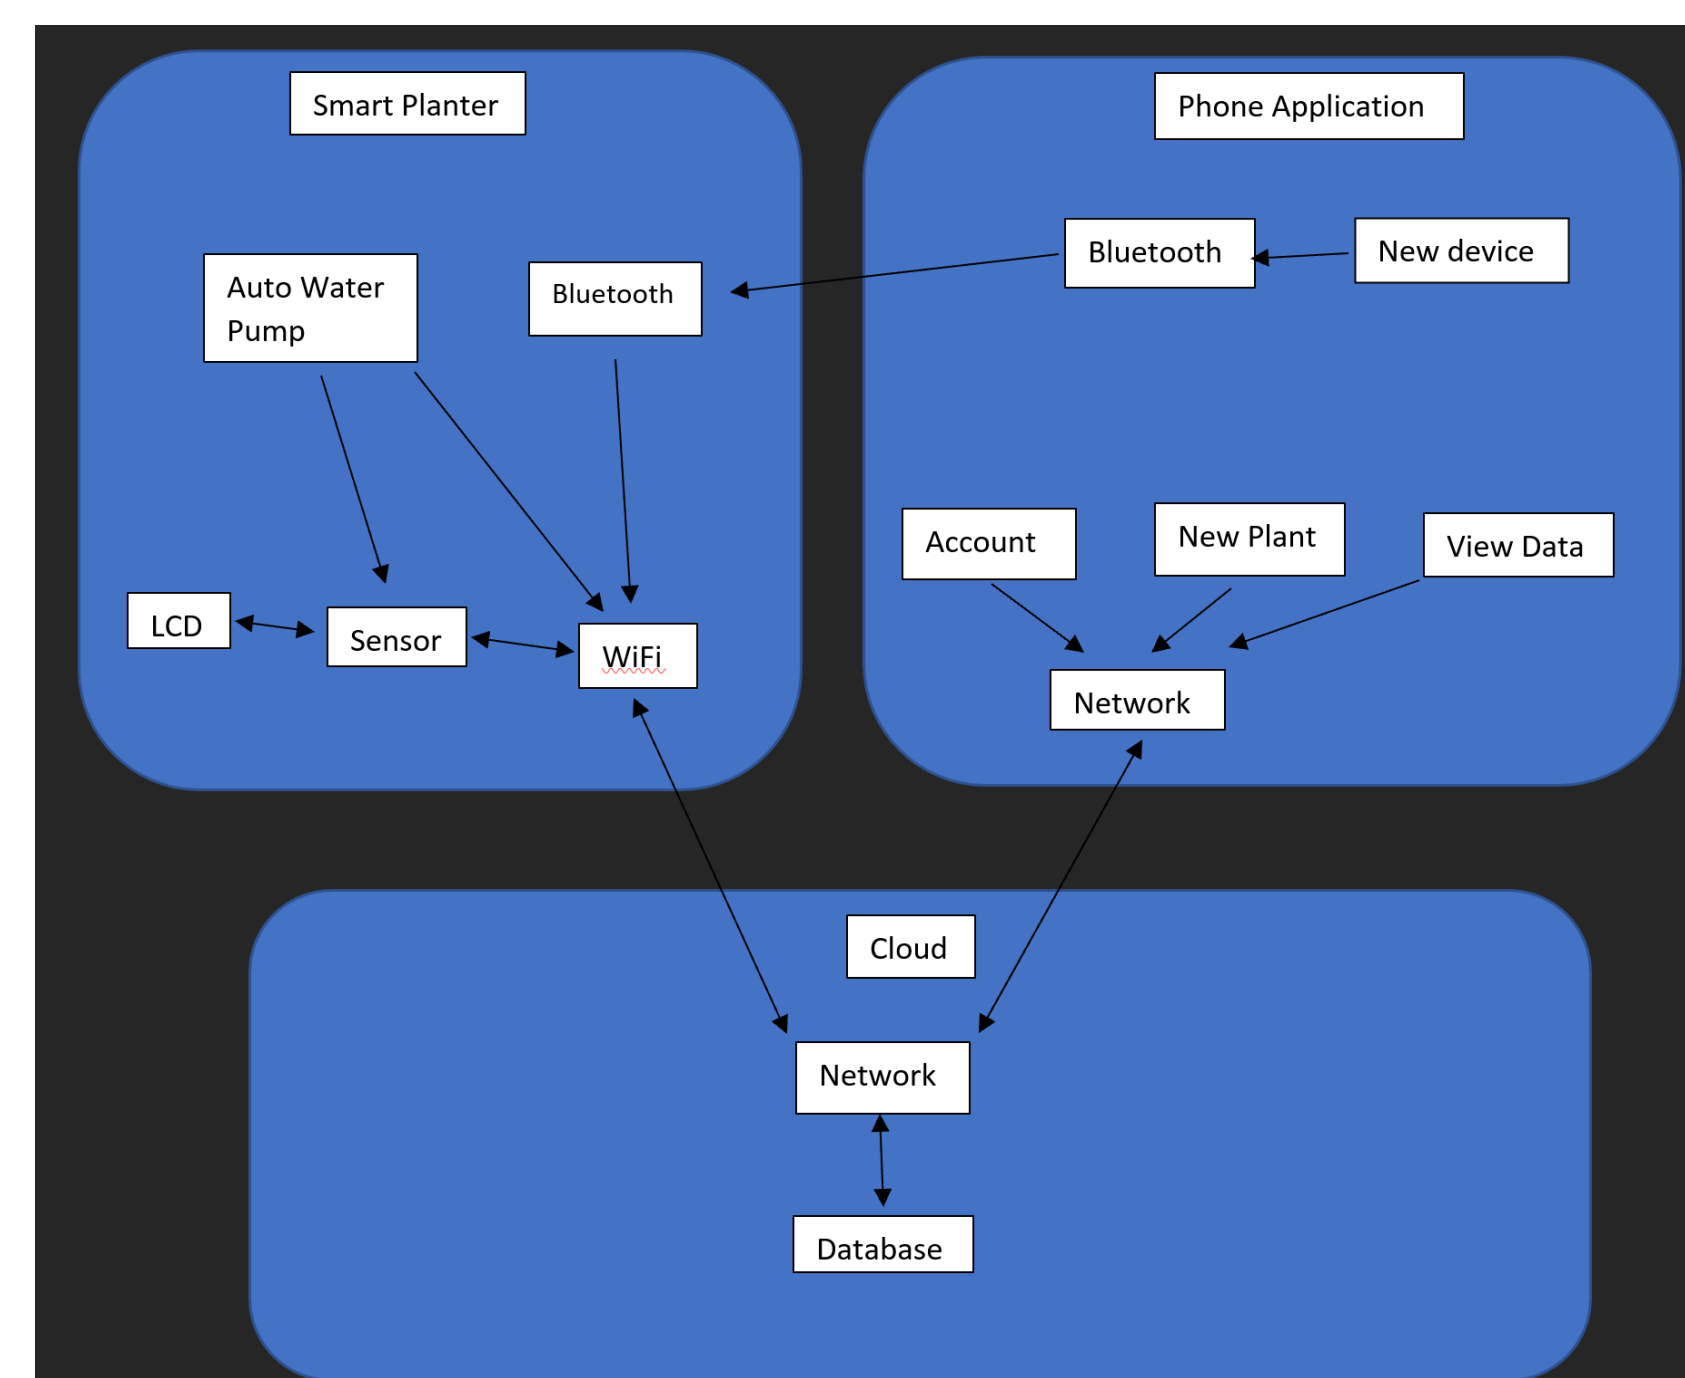 Smart Planter
Phone Application
Auto Water
Pump
Bluetooth
Bluetooth
New device
LCD
Sensor
WiFi
Account
New Plant
View Data
Network
Cloud
Network
Database